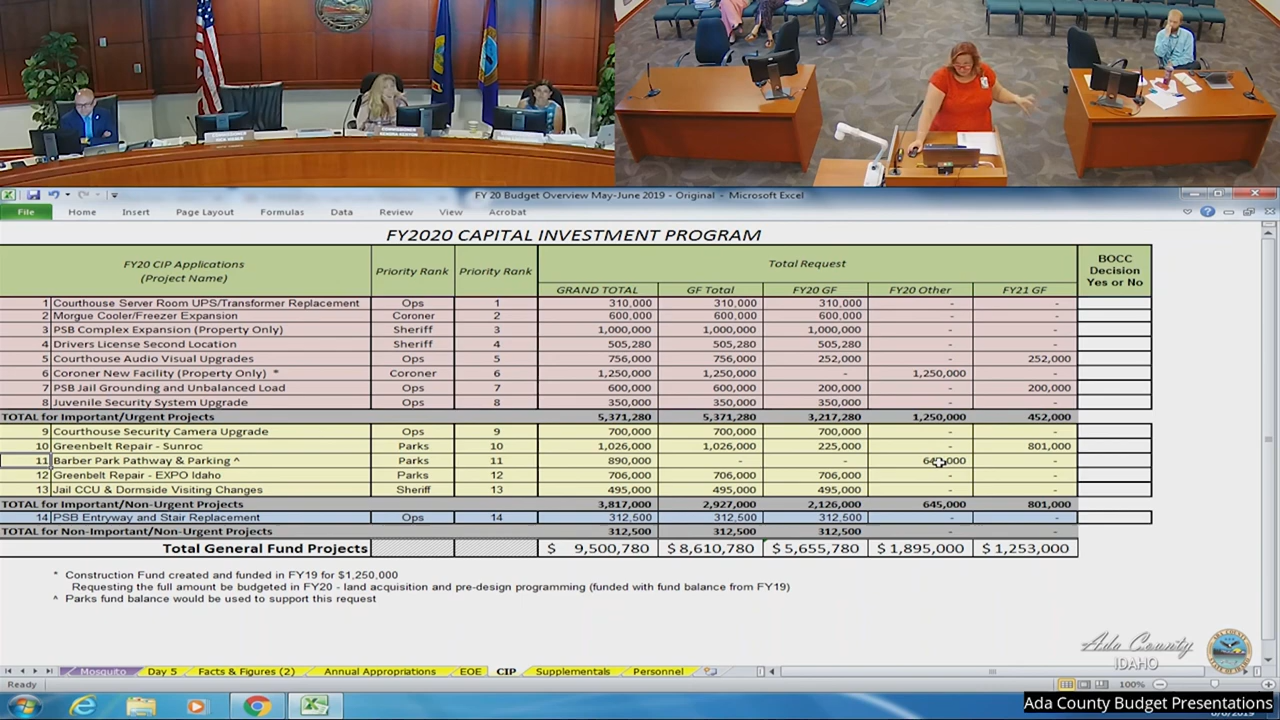 FY 20 Budget Overview May-June 2019 - Original - Microsoft Excel
File Home Insert Page Layout Formulas Data Review View Acrobat
FY2020 CAPITAL INVESTMENT PROGRAM
FY20 CIP Applications
(Project Name)
Priority Rank Priority Rank
Total Request
BOCC
Decision
Yes or No
GRAND TOTAL GF Total FY20 GF FY20 Other FY21 GF
1 Courthouse Server Room UPS/Transformer Replacement Ops 1 310,000 310,000 310,000 - -
2 Morgue Cooler/Freezer Expansion Coroner 2 600,000 600,000 600,000 - -
3 PSB Complex Expansion (Property Only) Sheriff 3 1,000,000 1,000,000 1,000,000 - -
4 Drivers License Second Location Sheriff 4 505,280 505,280 505,280 - -
5 Courthouse Audio Visual Upgrades Ops 5 756,000 756,000 252,000 - 252,000
6 Coroner New Facility (Property Only) * Coroner 6 1,250,000 1,250,000 - 1,250,000 -
7 PSB Jail Grounding and Unbalanced Load Ops 7 600,000 600,000 200,000 - 200,000
8 Juvenile Security System Upgrade Ops 8 350,000 350,000 350,000 - -
TOTAL for Important/Urgent Projects 5,371,280 5,371,280 3,217,280 1,250,000 452,000
9 Courthouse Security Camera Upgrade Ops 9 700,000 700,000 700,000 - -
10 Greenbelt Repair - Sunroc Parks 10 1,026,000 1,026,000 225,000 - 801,000
11 Barber Park Pathway & Parking ^ Parks 11 890,000 - - -
12 Greenbelt Repair - EXPO Idaho Parks 12 706,000 706,000 706,000 - -
13 Jail CCU & Dormside Visiting Changes Sheriff 13 495,000 495,000 495,000 - -
TOTAL for Important/Non-Urgent Projects 3,817,000 2,927,000 2,126,000 645,000 801,000
14 PSB Entryway and Stair Replacement Ops 14 312,500 312,500 312,500 - -
TOTAL for Non-Important/Non-Urgent Projects 312,500 312,500 312,500 - -
Total General Fund Projects $ 9,500,780 $ 8,610,780 $ 5,655,780 $ 1,895,000 $ 1,253,000
* Construction Fund created and funded in FY19 for $1,250,000
Requesting the full amount be budgeted in FY20 - land acquisition and pre-design programming (funded with fund balance from FY19)
^ Parks fund balance would be used to support this request
Ada County
IDAHO
Mosquito Day 5 Facts & Figures (2) Annual Appropriations EOE CIP Supplementals Personnel
Ready 100%
Ada County Budget Presentations